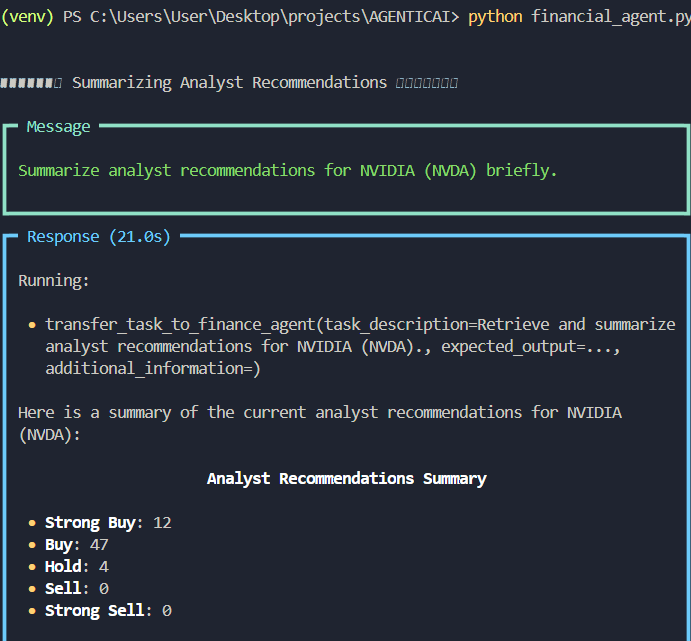 (venv) PS C:\Users\User\Desktop\projects\AGENTICAI> python financial_agent.py
Summarizing Analyst Recommendations
Message
Summarize analyst recommendations for NVIDIA (NVDA) briefly.
Response (21.0s)
Running:
• transfer_task_to_finance_agent(task_description=Retrieve and summarize
analyst recommendations for NVIDIA (NVDA)., expected_output=...,
additional_information=)
Here is a summary of the current analyst recommendations for NVIDIA
(NVDA):
Analyst Recommendations Summary
• Strong Buy: 12
• Buy: 47
• Hold: 4
• Sell: 0
• Strong Sell: 0